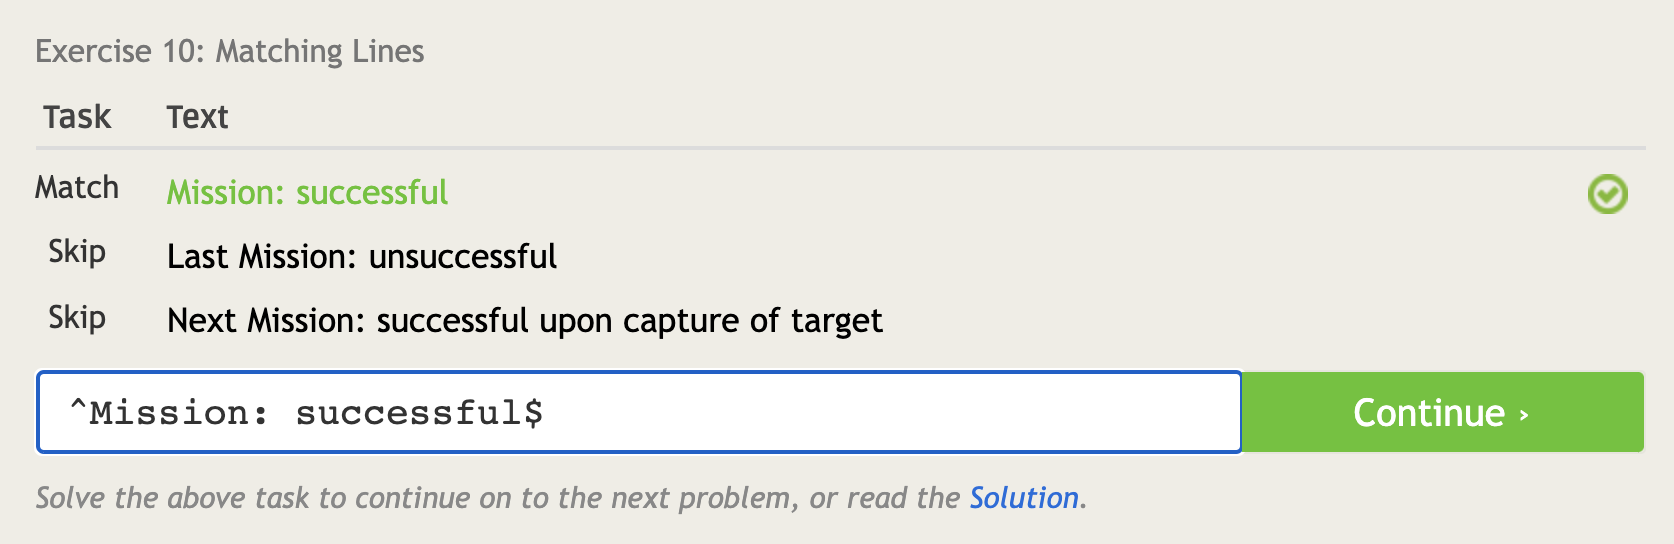 Exercise 10: Matching Lines
Task Text
Match Mission: successful
Skip Last Mission: unsuccessful
Skip Next Mission: successful upon capture of target
^Mission: successful$ Continue ›
Solve the above task to continue on to the next problem, or read the Solution.